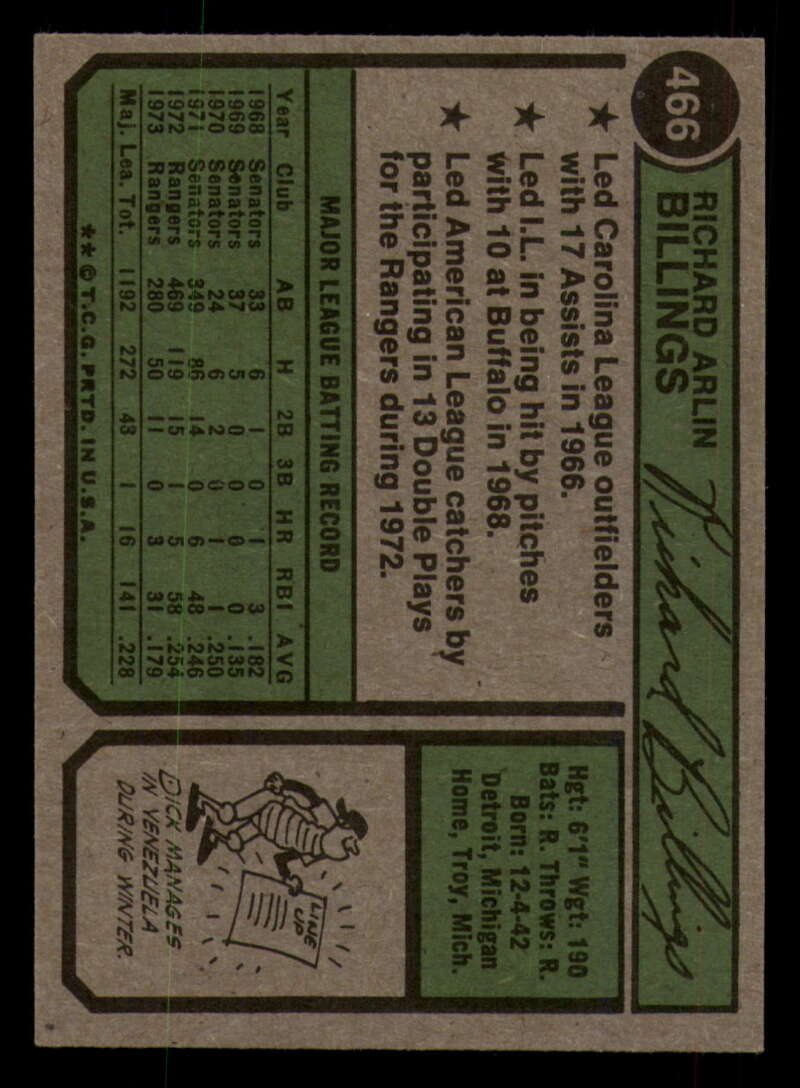 466
RICHARD ARLIN
BILLINGS
Richard Billings
★ Led Carolina League outfielders
with 17 Assists in 1966.
★ Led I.L. in being hit by pitches
with 10 at Buffalo in 1968.
★ Led American League catchers by
participating in 13 Double Plays
for the Rangers during 1972.
MAJOR LEAGUE BATTING RECORD
Year Club AB H 2B 3B HR RBI AVG
1968 Senators 33 6 1 0 1 3 .182
1969 Senators 37 5 0 0 0 0 .135
1970 Senators 24 6 2 0 1 1 .250
1971 Senators 349 86 14 0 6 48 .246
1972 Rangers 469 119 15 1 5 58 .254
1973 Rangers 280 50 11 0 3 31 .179
Maj. Lea. Tot. 1192 272 43 1 16 141 .228
**© T.C.G. PRTD. IN U.S.A.
Hgt: 6'1" Wgt: 190
Bats: R. Throws: R.
Born: 12-4-42
Detroit, Michigan
Home, Troy, Mich.
LINE
UP
DICK MANAGES
IN VENEZUELA
DURING WINTER.